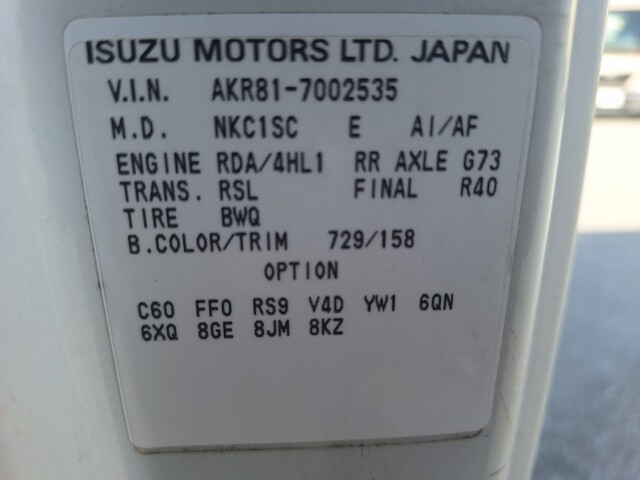 ISUZU MOTORS LTD. JAPAN
V.I.N. AKR81-7002535
M.D. NKC1SC E AI/AF
ENGINE RDA/4HL1 RR AXLE G73
TRANS. RSL FINAL R40
TIRE BWQ
B.COLOR/TRIM 729/158
OPTION
C60 FF0 RS9 V4D YW1 6QN
6XQ 8GE 8JM 8KZ